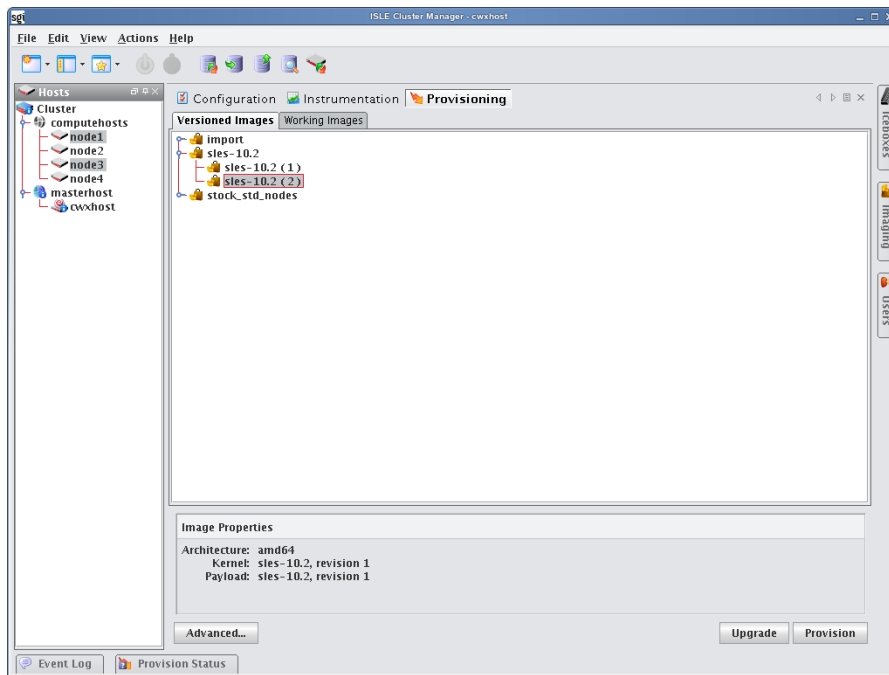 sgi ISLE Cluster Manager - cwxhost
File Edit View Actions Help
Hosts
Cluster
computehosts
node1
node2
node3
node4
masterhost
cwxhost
Configuration Instrumentation Provisioning
Versioned Images Working Images
import
sles-10.2
sles-10.2 (1)
sles-10.2 (2)
stock_std_nodes
Iceboxes
Imaging
Users
Image Properties
Architecture: amd64
Kernel: sles-10.2, revision 1
Payload: sles-10.2, revision 1
Advanced... Upgrade Provision
Event Log Provision Status